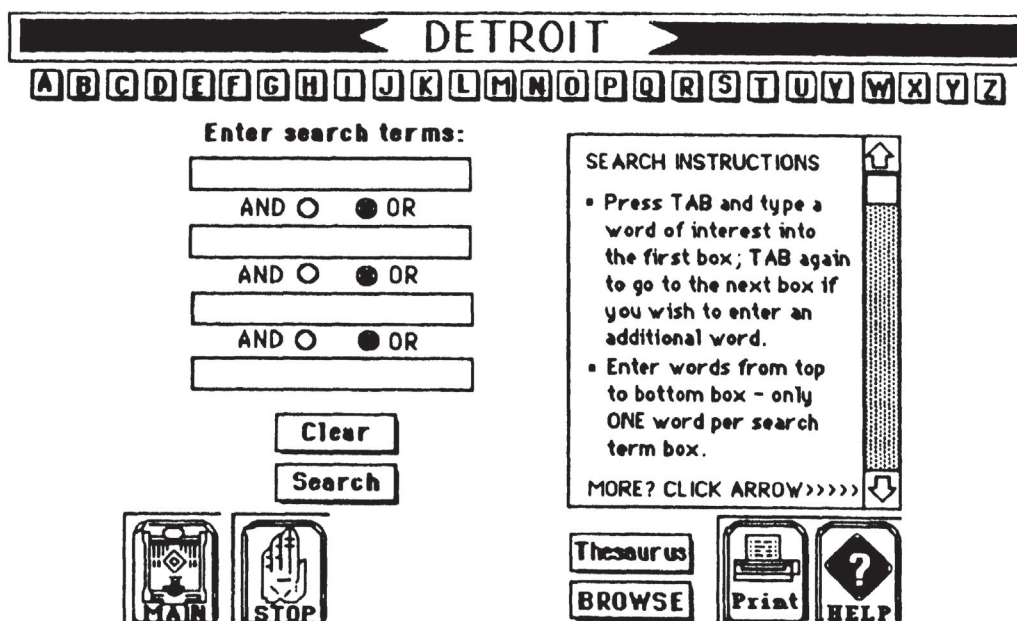 DETROIT
A B C D E F G H I J K L M N O P Q R S T U V W X Y Z
Enter search terms:
AND OR
AND OR
AND OR
Clear
Search
SEARCH INSTRUCTIONS
▪ Press TAB and type a
word of interest into
the first box; TAB again
to go to the next box if
you wish to enter an
additional word.
▪ Enter words from top
to bottom box - only
ONE word per search
term box.
MORE? CLICK ARROW>>>>>
MAIN
STOP
Thesaurus
BROWSE
Print
?
HELP